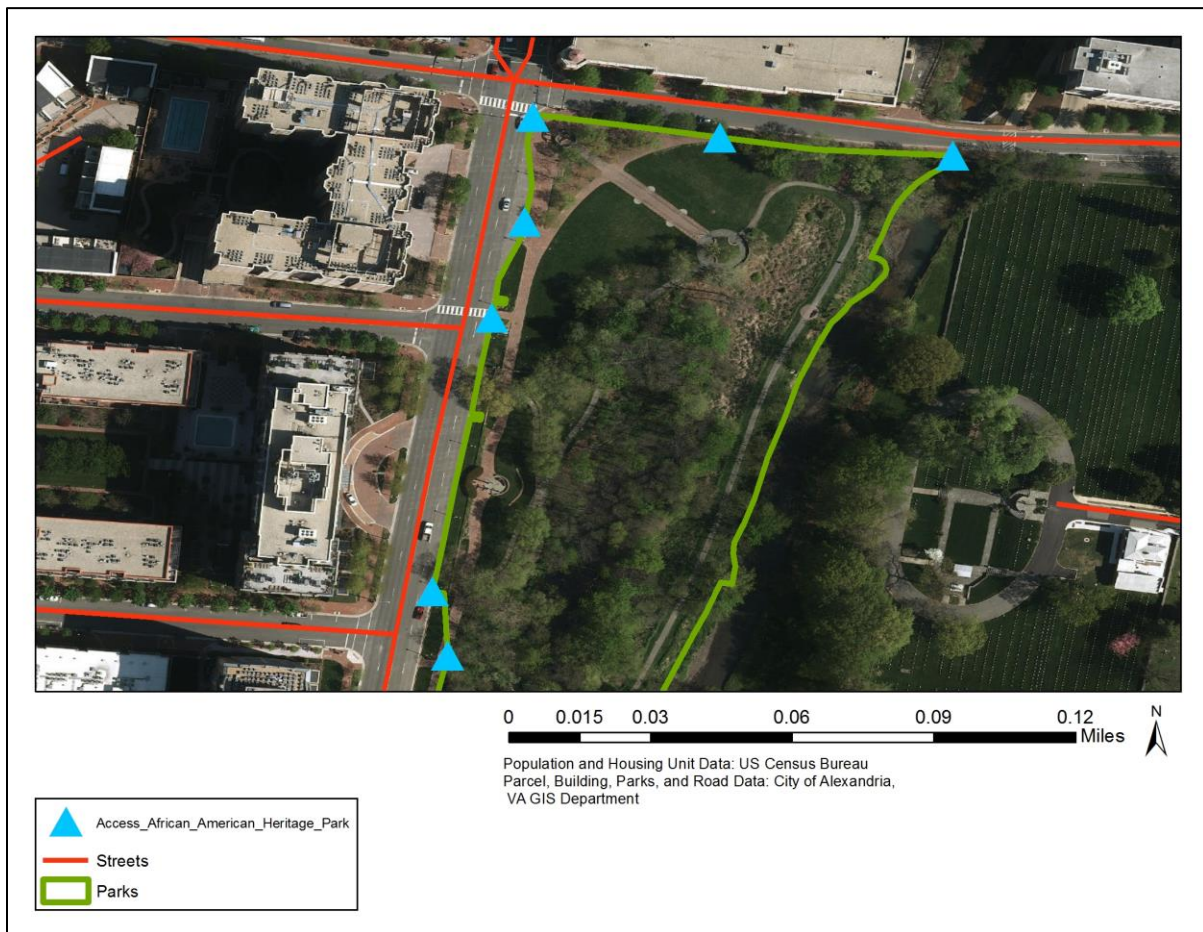 0 0.015 0.03 0.06 0.09 0.12
Miles
N
Population and Housing Unit Data: US Census Bureau
Parcel, Building, Parks, and Road Data: City of Alexandria,
VA GIS Department
Access_African_American_Heritage_Park
Streets
Parks